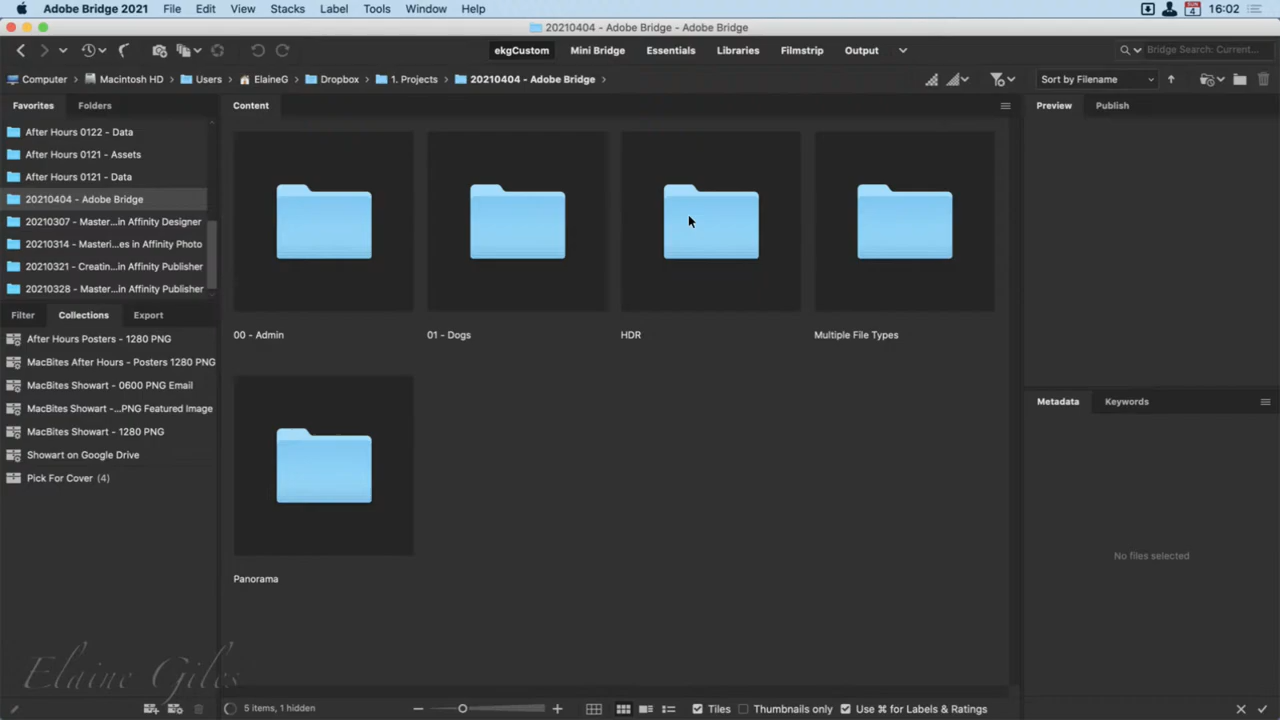 Adobe Bridge 2021 File Edit View Stacks Label Tools Window Help SUN 4 16:02
20210404 - Adobe Bridge - Adobe Bridge
ekgCustom Mini Bridge Essentials Libraries Filmstrip Output Bridge Search: Current...
Computer Macintosh HD Users ElaineG Dropbox 1. Projects 20210404 - Adobe Bridge Sort by Filename
Favorites Folders
After Hours 0122 - Data
After Hours 0121 - Assets
After Hours 0121 - Data
20210404 - Adobe Bridge
20210307 - Master...in Affinity Designer
20210314 - Masteri...es in Affinity Photo
20210321 - Creatin...in Affinity Publisher
20210328 - Master...in Affinity Publisher
Filter Collections Export
After Hours Posters - 1280 PNG
MacBites After Hours - Posters 1280 PNG
MacBites Showart - 0600 PNG Email
MacBites Showart -...PNG Featured Image
MacBites Showart - 1280 PNG
Showart on Google Drive
Pick For Cover (4)
Content
00 - Admin
01 - Dogs
HDR
Multiple File Types
Panorama
Preview Publish
Metadata Keywords
No files selected
Elaine Giles
5 items, 1 hidden
Tiles Thumbnails only Use ⌘ for Labels & Ratings